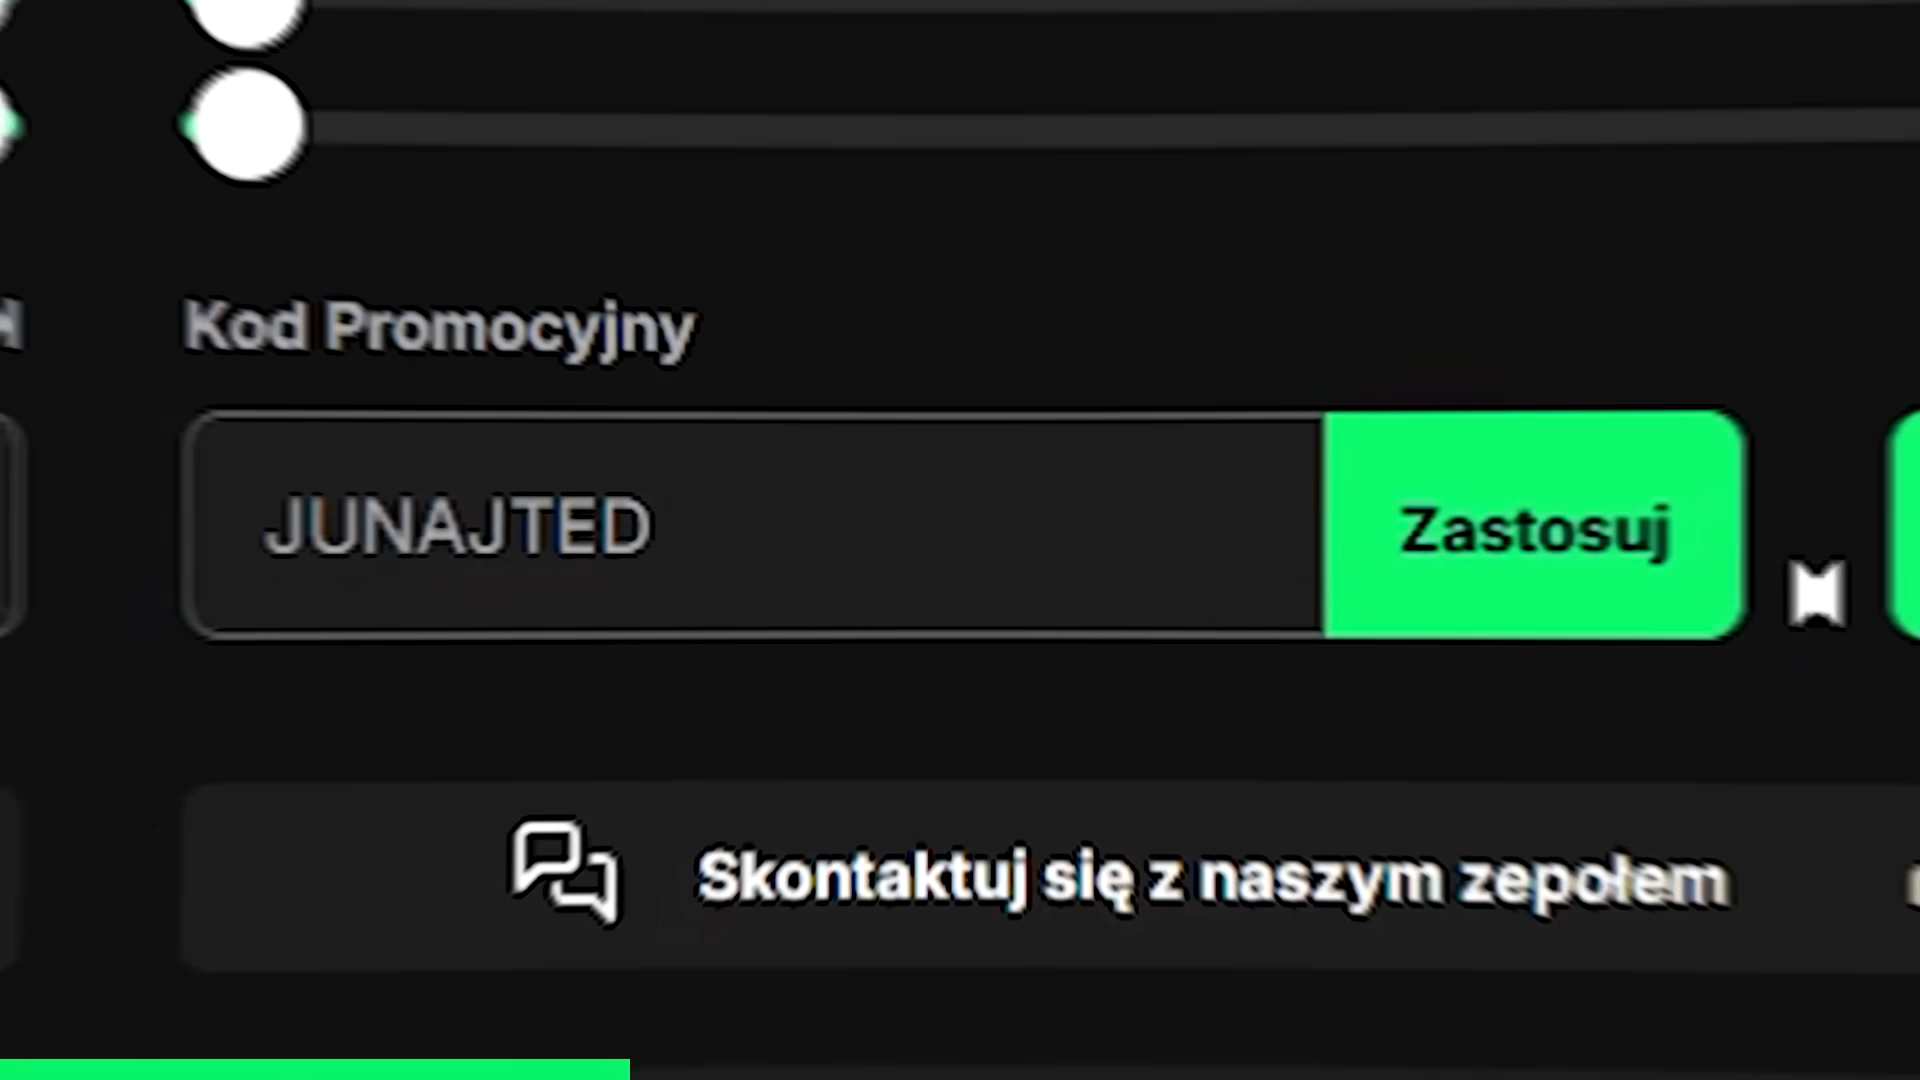 Kod Promocyjny
JUNAJTED
Zastosuj
Skontaktuj się z naszym zepołem